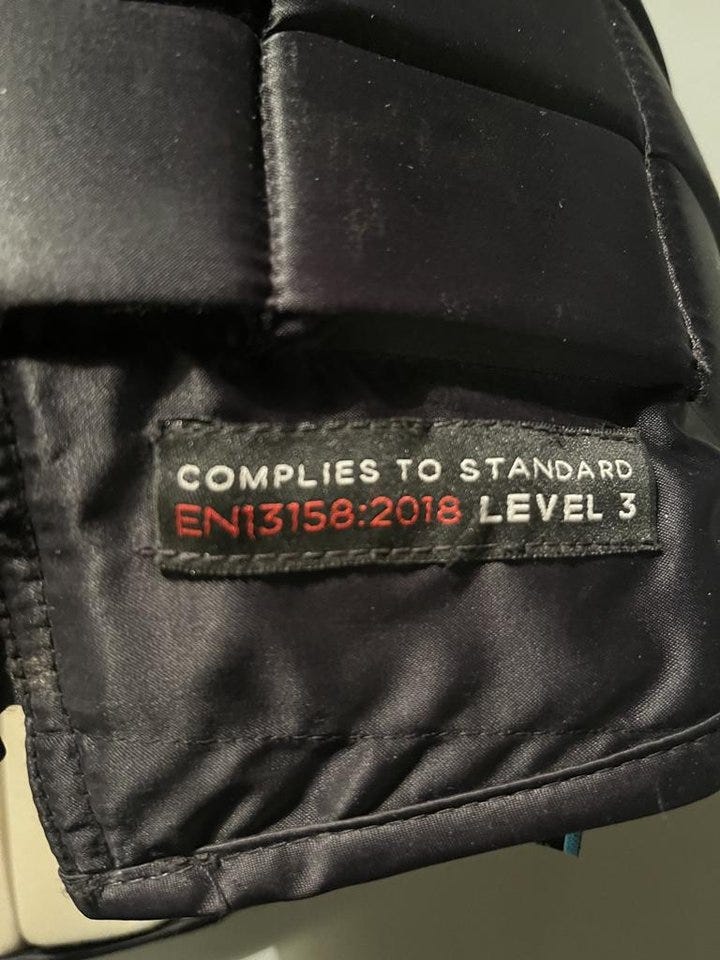 COMPLIES TO STANDARD
EN13158:2018 LEVEL 3